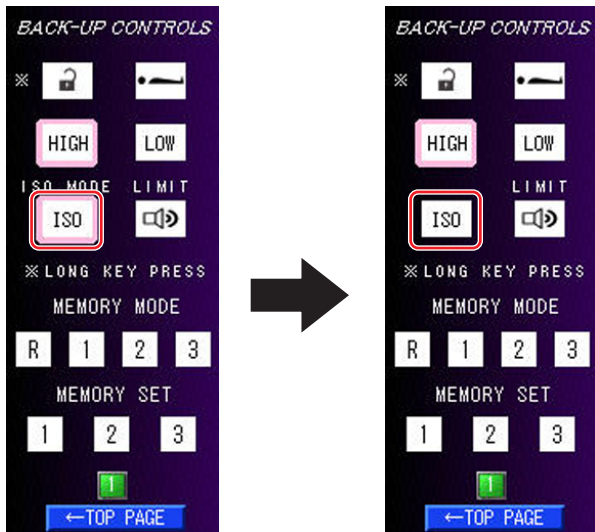 BACK-UP CONTROLS
※
HIGH LOW
ISO MODE LIMIT
ISO
※LONG KEY PRESS
MEMORY MODE
R 1 2 3
MEMORY SET
1 2 3
1
←TOP PAGE
BACK-UP CONTROLS
※
HIGH LOW
LIMIT
ISO
※LONG KEY PRESS
MEMORY MODE
R 1 2 3
MEMORY SET
1 2 3
1
←TOP PAGE